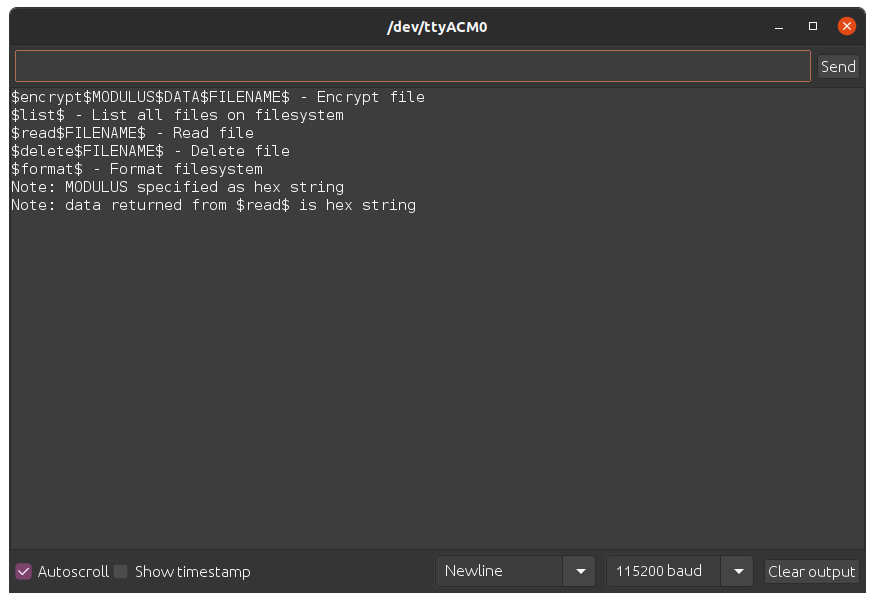 /dev/ttyACM0
Send
$encrypt$MODULUS$DATA$FILENAME$ - Encrypt file
$list$ - List all files on filesystem
$read$FILENAME$ - Read file
$delete$FILENAME$ - Delete file
$format$ - Format filesystem
Note: MODULUS specified as hex string
Note: data returned from $read$ is hex string
Autoscroll Show timestamp Newline 115200 baud Clear output